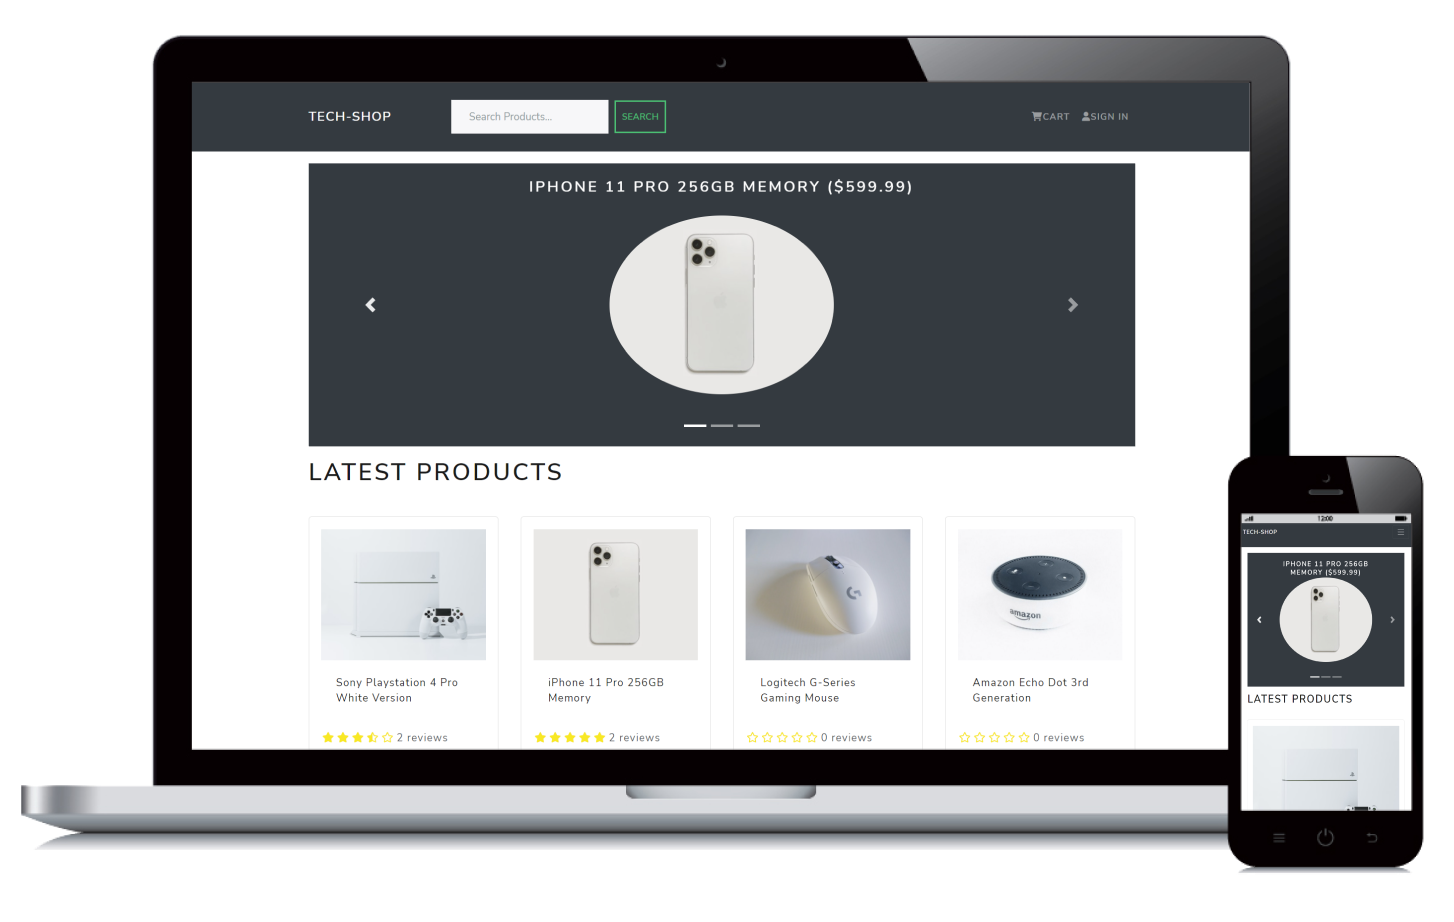 TECH-SHOP
Search Products...
SEARCH
CART
SIGN IN
IPHONE 11 PRO 256GB MEMORY ($599.99)
LATEST PRODUCTS
amazon
Sony Playstation 4 Pro
White Version
iPhone 11 Pro 256GB
Memory
Logitech G-Series
Gaming Mouse
Amazon Echo Dot 3rd
Generation
2 reviews
2 reviews
0 reviews
0 reviews
12:00
TECH-SHOP
IPHONE 11 PRO 256GB
MEMORY ($599.99)
LATEST PRODUCTS